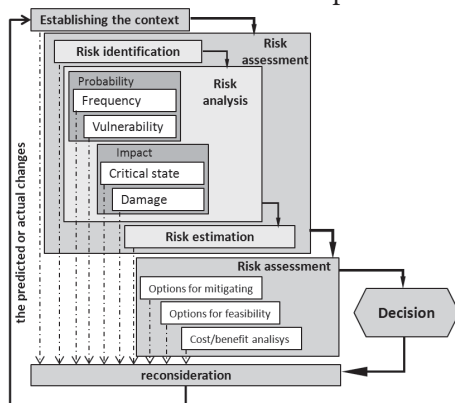 Establishing the context
Risk
assessment
Risk identification
Risk
analysis
Probability
Frequency
Vulnerability
Impact
Critical state
Damage
Risk estimation
Risk assessment
Options for mitigating
Options for feasibility
Cost/benefit analisys
Decision
reconsideration
the predicted or actual changes